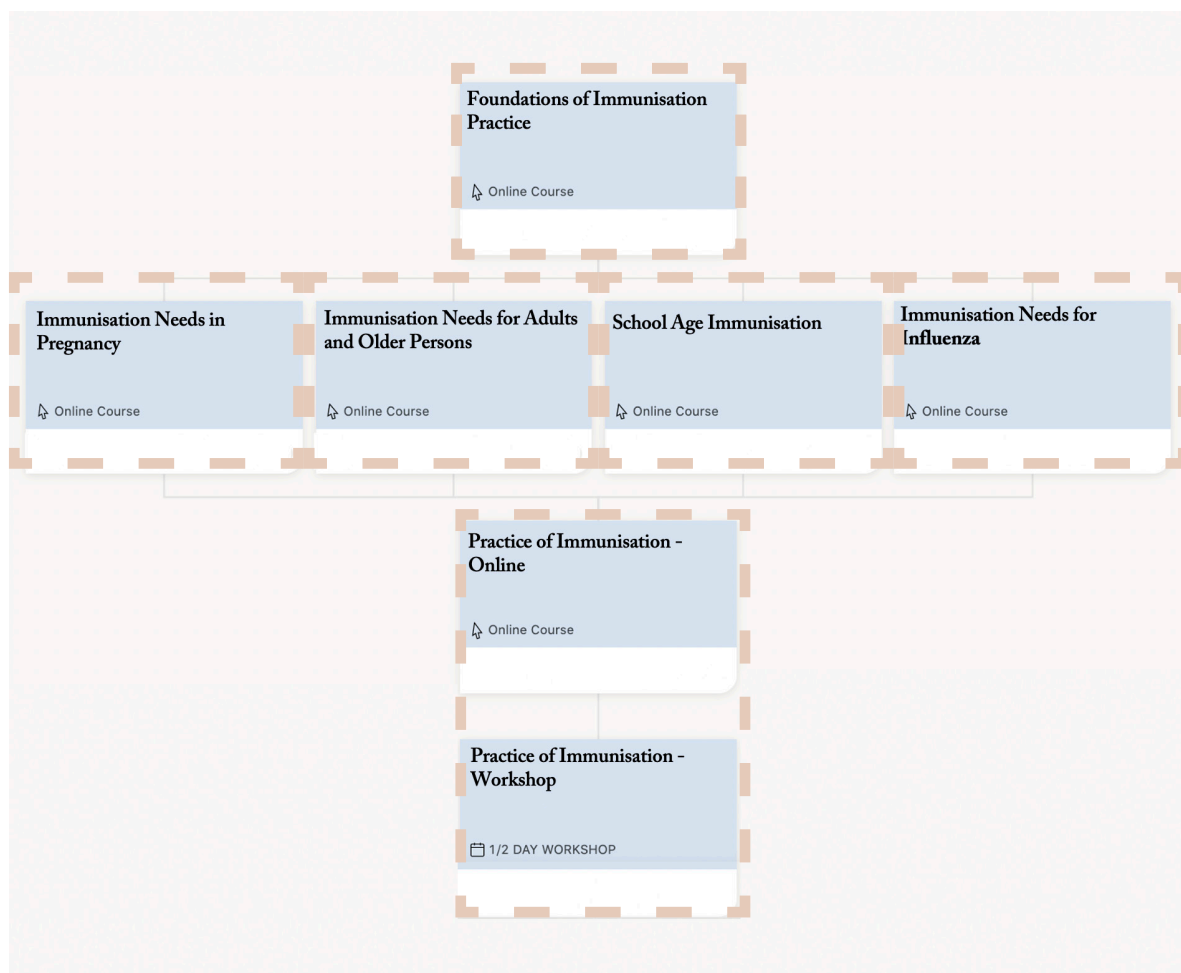 Foundations of Immunisation
Practice
Online Course
Immunisation Needs in
Pregnancy
Online Course
Immunisation Needs for Adults
and Older Persons
Online Course
School Age Immunisation
Online Course
Immunisation Needs for
Influenza
Online Course
Practice of Immunisation -
Online
Online Course
Practice of Immunisation -
Workshop
1/2 DAY WORKSHOP